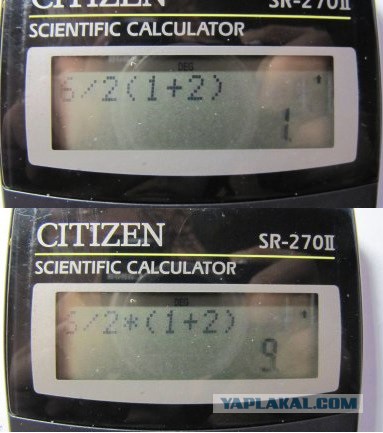 CITIZEN SR-270II
SCIENTIFIC CALCULATOR
DEG
6/2(1+2)
1.
CITIZEN SR-270II
SCIENTIFIC CALCULATOR
DEG
6/2*(1+2)
9.
YAPLAKAL.COM